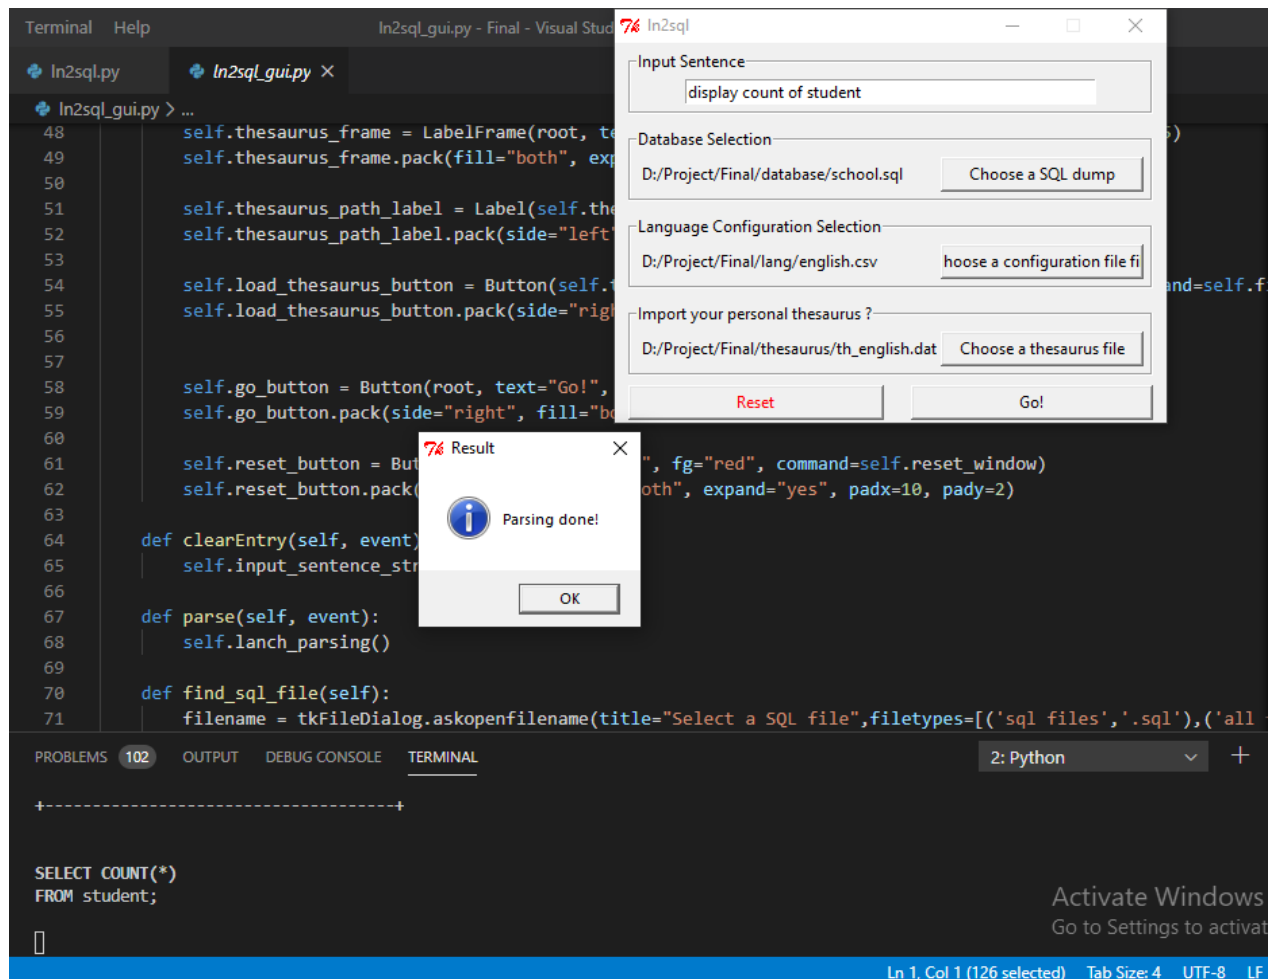 Terminal Help ln2sql_gui.py - Final - Visual Stud
ln2sql.py ln2sql_gui.py
ln2sql_gui.py > ...
48 self.thesaurus_frame = LabelFrame(root, te
49 self.thesaurus_frame.pack(fill="both", exp
50
51 self.thesaurus_path_label = Label(self.the
52 self.thesaurus_path_label.pack(side="left"
53
54 self.load_thesaurus_button = Button(self.t and=self.f
55 self.load_thesaurus_button.pack(side="righ
56
57
58 self.go_button = Button(root, text="Go!",
59 self.go_button.pack(side="right", fill="bo
60
61 self.reset_button = But ", fg="red", command=self.reset_window)
62 self.reset_button.pack( oth", expand="yes", padx=10, pady=2)
63
64 def clearEntry(self, event)
65 self.input_sentence_str
66
67 def parse(self, event):
68 self.lanch_parsing()
69
70 def find_sql_file(self):
71 filename = tkFileDialog.askopenfilename(title="Select a SQL file",filetypes=[('sql files','.sql'),('all
ln2sql
Input Sentence
display count of student
Database Selection
D:/Project/Final/database/school.sql Choose a SQL dump
Language Configuration Selection
D:/Project/Final/lang/english.csv hoose a configuration file fi
Import your personal thesaurus ?
D:/Project/Final/thesaurus/th_english.dat Choose a thesaurus file
Reset Go!
Result
Parsing done!
OK
PROBLEMS 102 OUTPUT DEBUG CONSOLE TERMINAL 2: Python
+-------------------------------------+
SELECT COUNT(*)
FROM student;
Activate Windows
Go to Settings to activat
Ln 1, Col 1 (126 selected) Tab Size: 4 UTF-8 LF